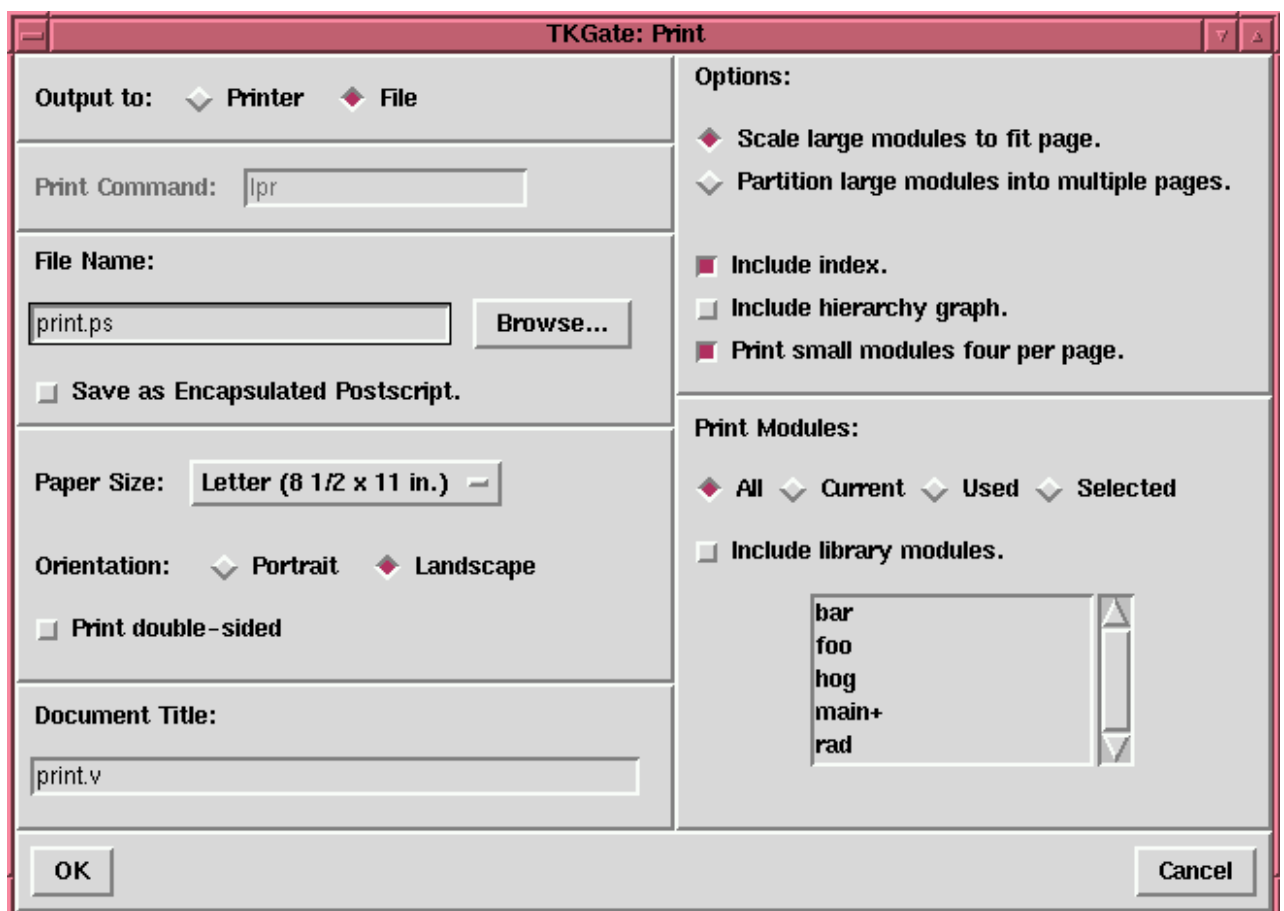 TKGate: Print
Output to: Printer File
Print Command: lpr
File Name:
print.ps Browse...
Save as Encapsulated Postscript.
Paper Size: Letter (8 1/2 x 11 in.)
Orientation: Portrait Landscape
Print double-sided
Document Title:
print.v
Options:
Scale large modules to fit page.
Partition large modules into multiple pages.
Include index.
Include hierarchy graph.
Print small modules four per page.
Print Modules:
All Current Used Selected
Include library modules.
bar
foo
hog
main+
rad
OK Cancel